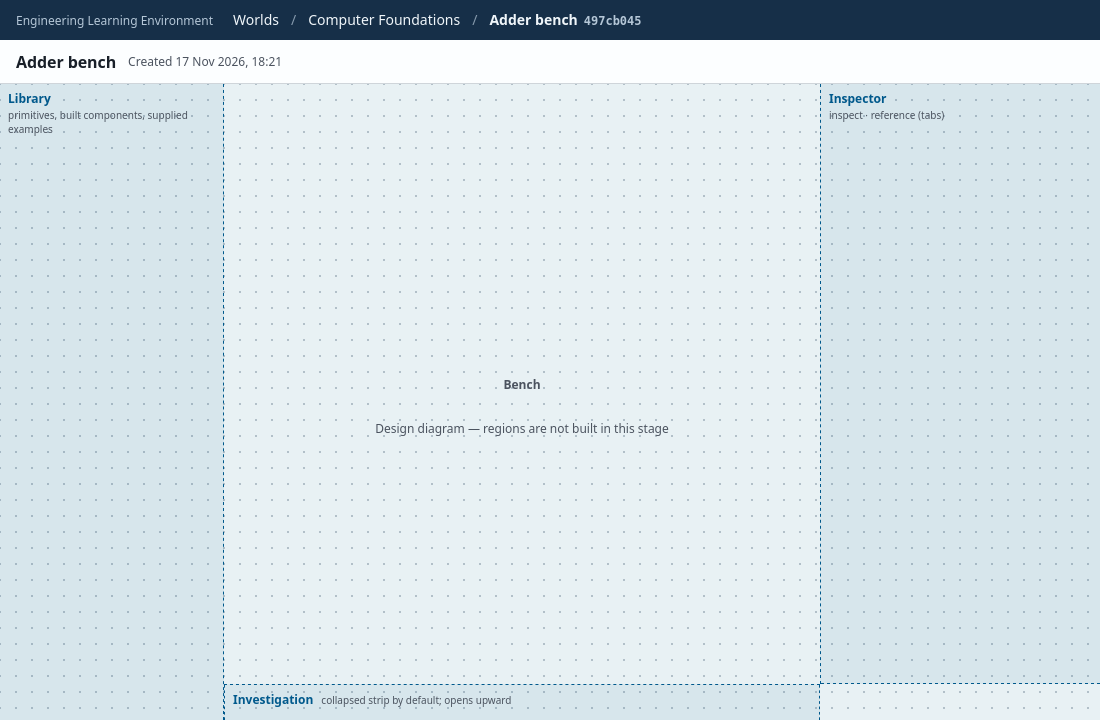 Engineering Learning Environment Worlds / Computer Foundations / Adder bench 497cb045
Adder bench Created 17 Nov 2026, 18:21
Library
primitives, built components, supplied
examples
Inspector
inspect · reference (tabs)
Bench
Design diagram — regions are not built in this stage
Investigation collapsed strip by default; opens upward